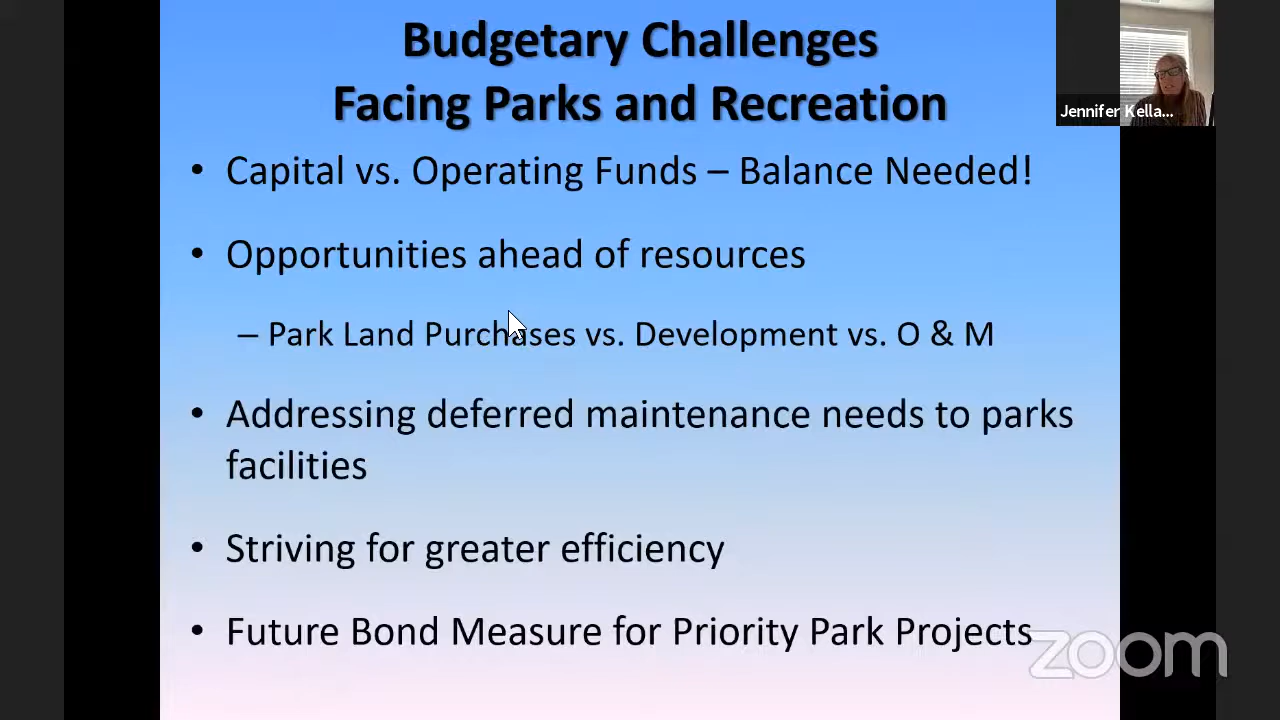 Budgetary Challenges
Facing Parks and Recreation
Jennifer Kella...
• Capital vs. Operating Funds – Balance Needed!
• Opportunities ahead of resources
– Park Land Purchases vs. Development vs. O & M
• Addressing deferred maintenance needs to parks
facilities
• Striving for greater efficiency
• Future Bond Measure for Priority Park Projects
zoom